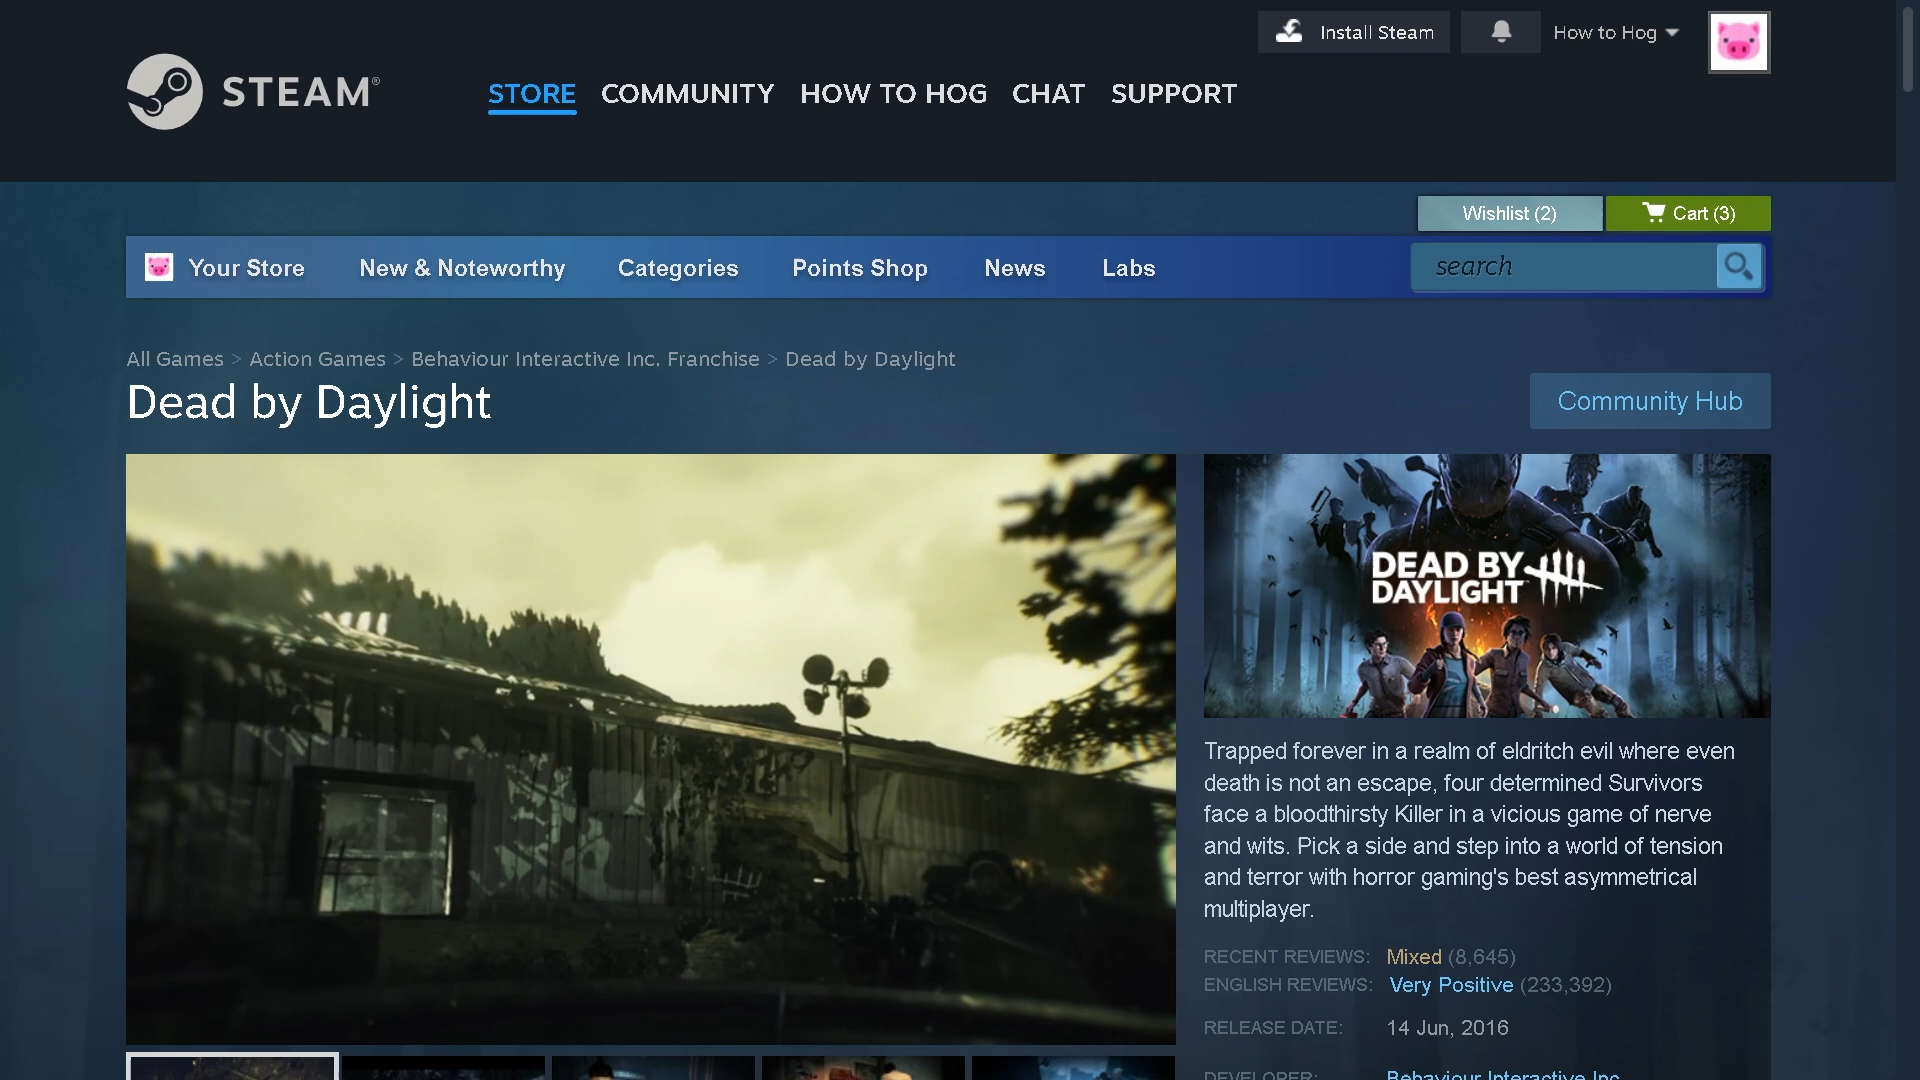 Install Steam
How to Hog
STEAM®
STORE COMMUNITY HOW TO HOG CHAT SUPPORT
Wishlist (2)
Cart (3)
Your Store New & Noteworthy Categories Points Shop News Labs
search
All Games > Action Games > Behaviour Interactive Inc. Franchise > Dead by Daylight
Dead by Daylight
Community Hub
DEAD BY
DAYLIGHT
Trapped forever in a realm of eldritch evil where even
death is not an escape, four determined Survivors
face a bloodthirsty Killer in a vicious game of nerve
and wits. Pick a side and step into a world of tension
and terror with horror gaming's best asymmetrical
multiplayer.
RECENT REVIEWS: Mixed (8,645)
ENGLISH REVIEWS: Very Positive (233,392)
RELEASE DATE: 14 Jun, 2016
DEVELOPER: Behaviour Interactive Inc.